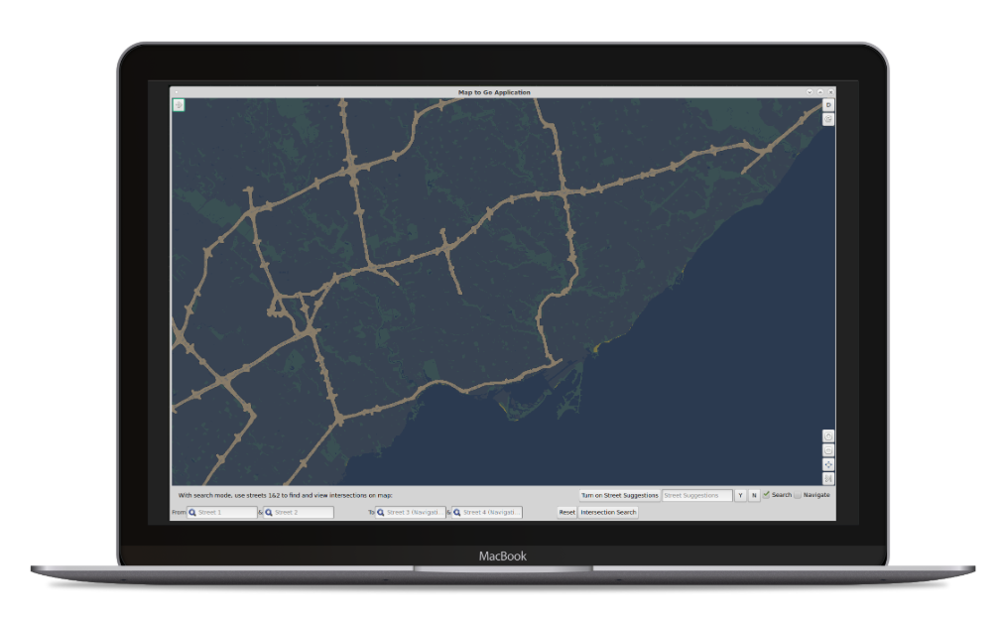 Map to Go Application
D
With search mode, use streets 1&2 to find and view intersections on map:
Turn on Street Suggestions Street Suggestions Y N Search Navigate
From Street 1 & Street 2 To Street 3 (Navigati... & Street 4 (Navigati... Reset Intersection Search
MacBook